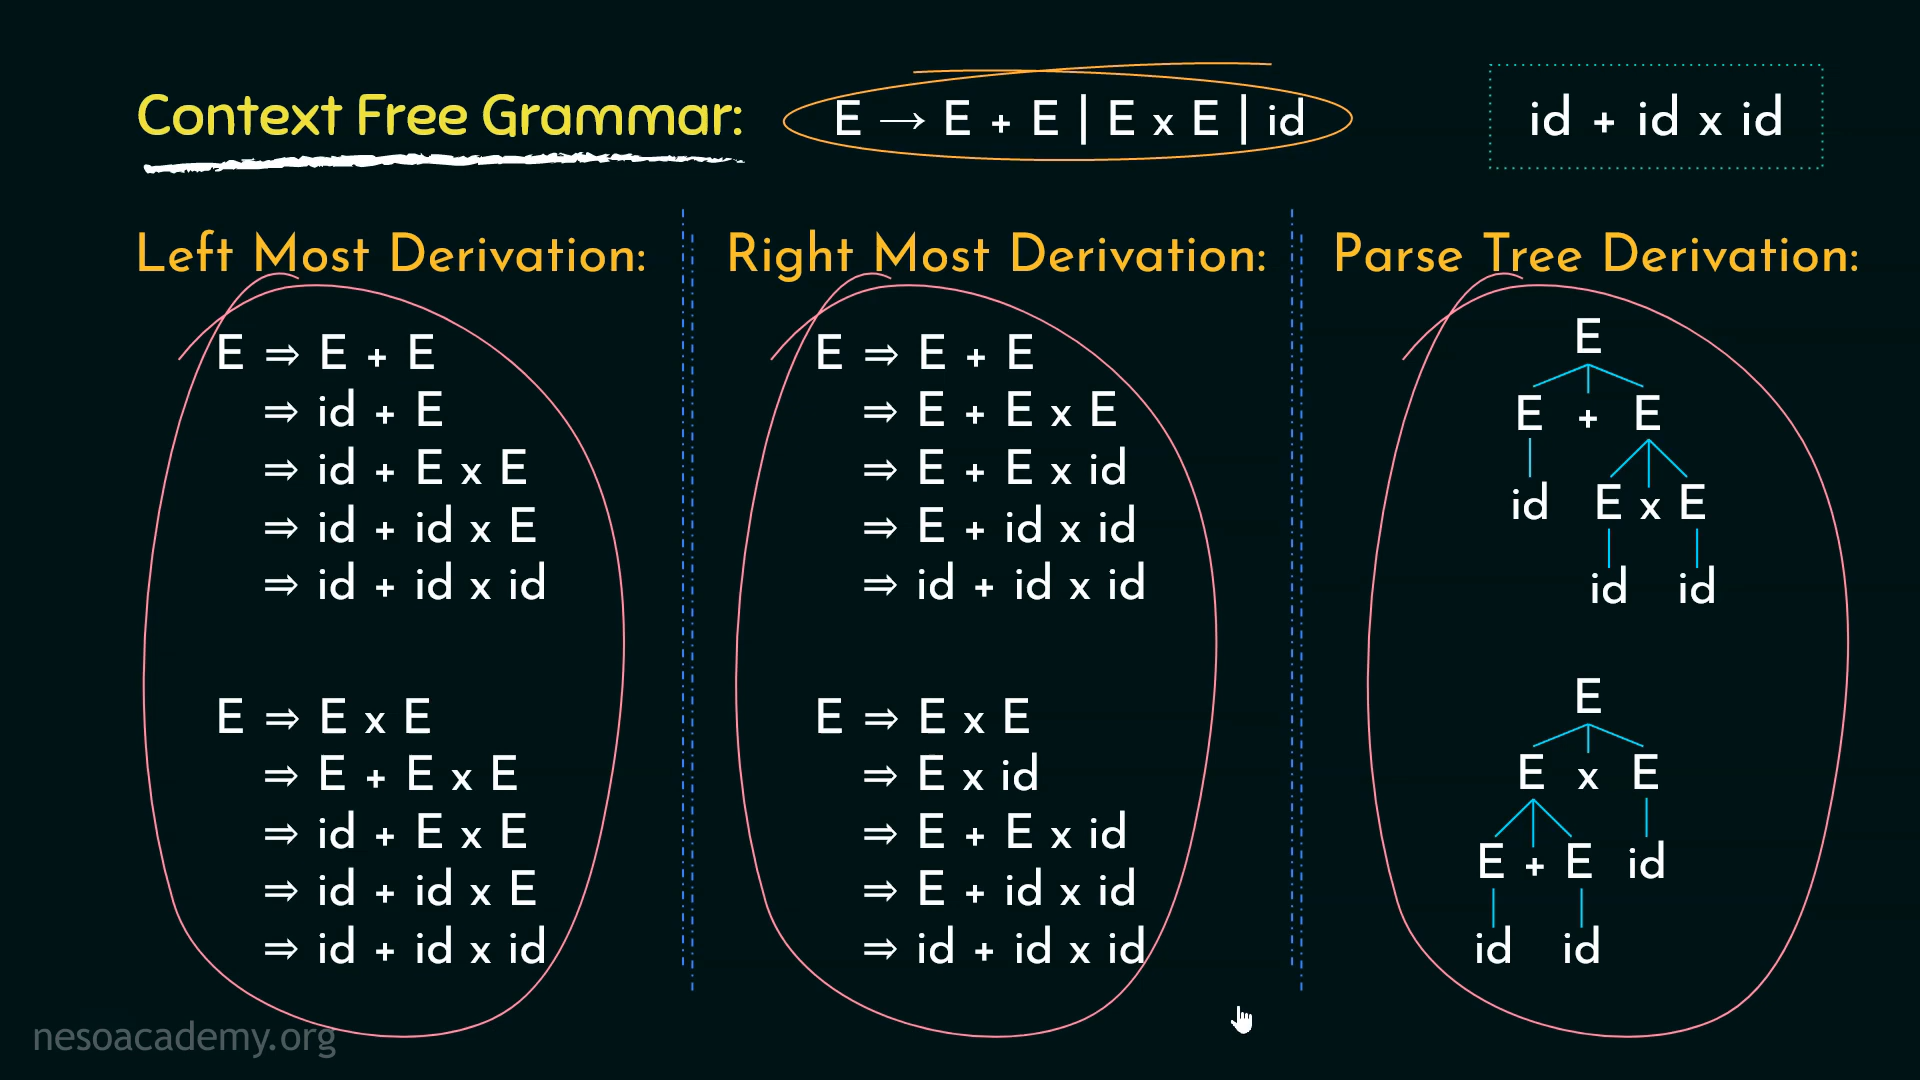 Context Free Grammar:
E → E + E | E x E | id
id + id x id
Left Most Derivation:
E ⇒ E + E
⇒ id + E
⇒ id + E x E
⇒ id + id x E
⇒ id + id x id
E ⇒ E x E
⇒ E + E x E
⇒ id + E x E
⇒ id + id x E
⇒ id + id x id
Right Most Derivation:
E ⇒ E + E
⇒ E + E x E
⇒ E + E x id
⇒ E + id x id
⇒ id + id x id
E ⇒ E x E
⇒ E x id
⇒ E + E x id
⇒ E + id x id
⇒ id + id x id
Parse Tree Derivation:
E
E + E
id E x E
id id
E
E x E
E + E id
id id
nesoacademy.org